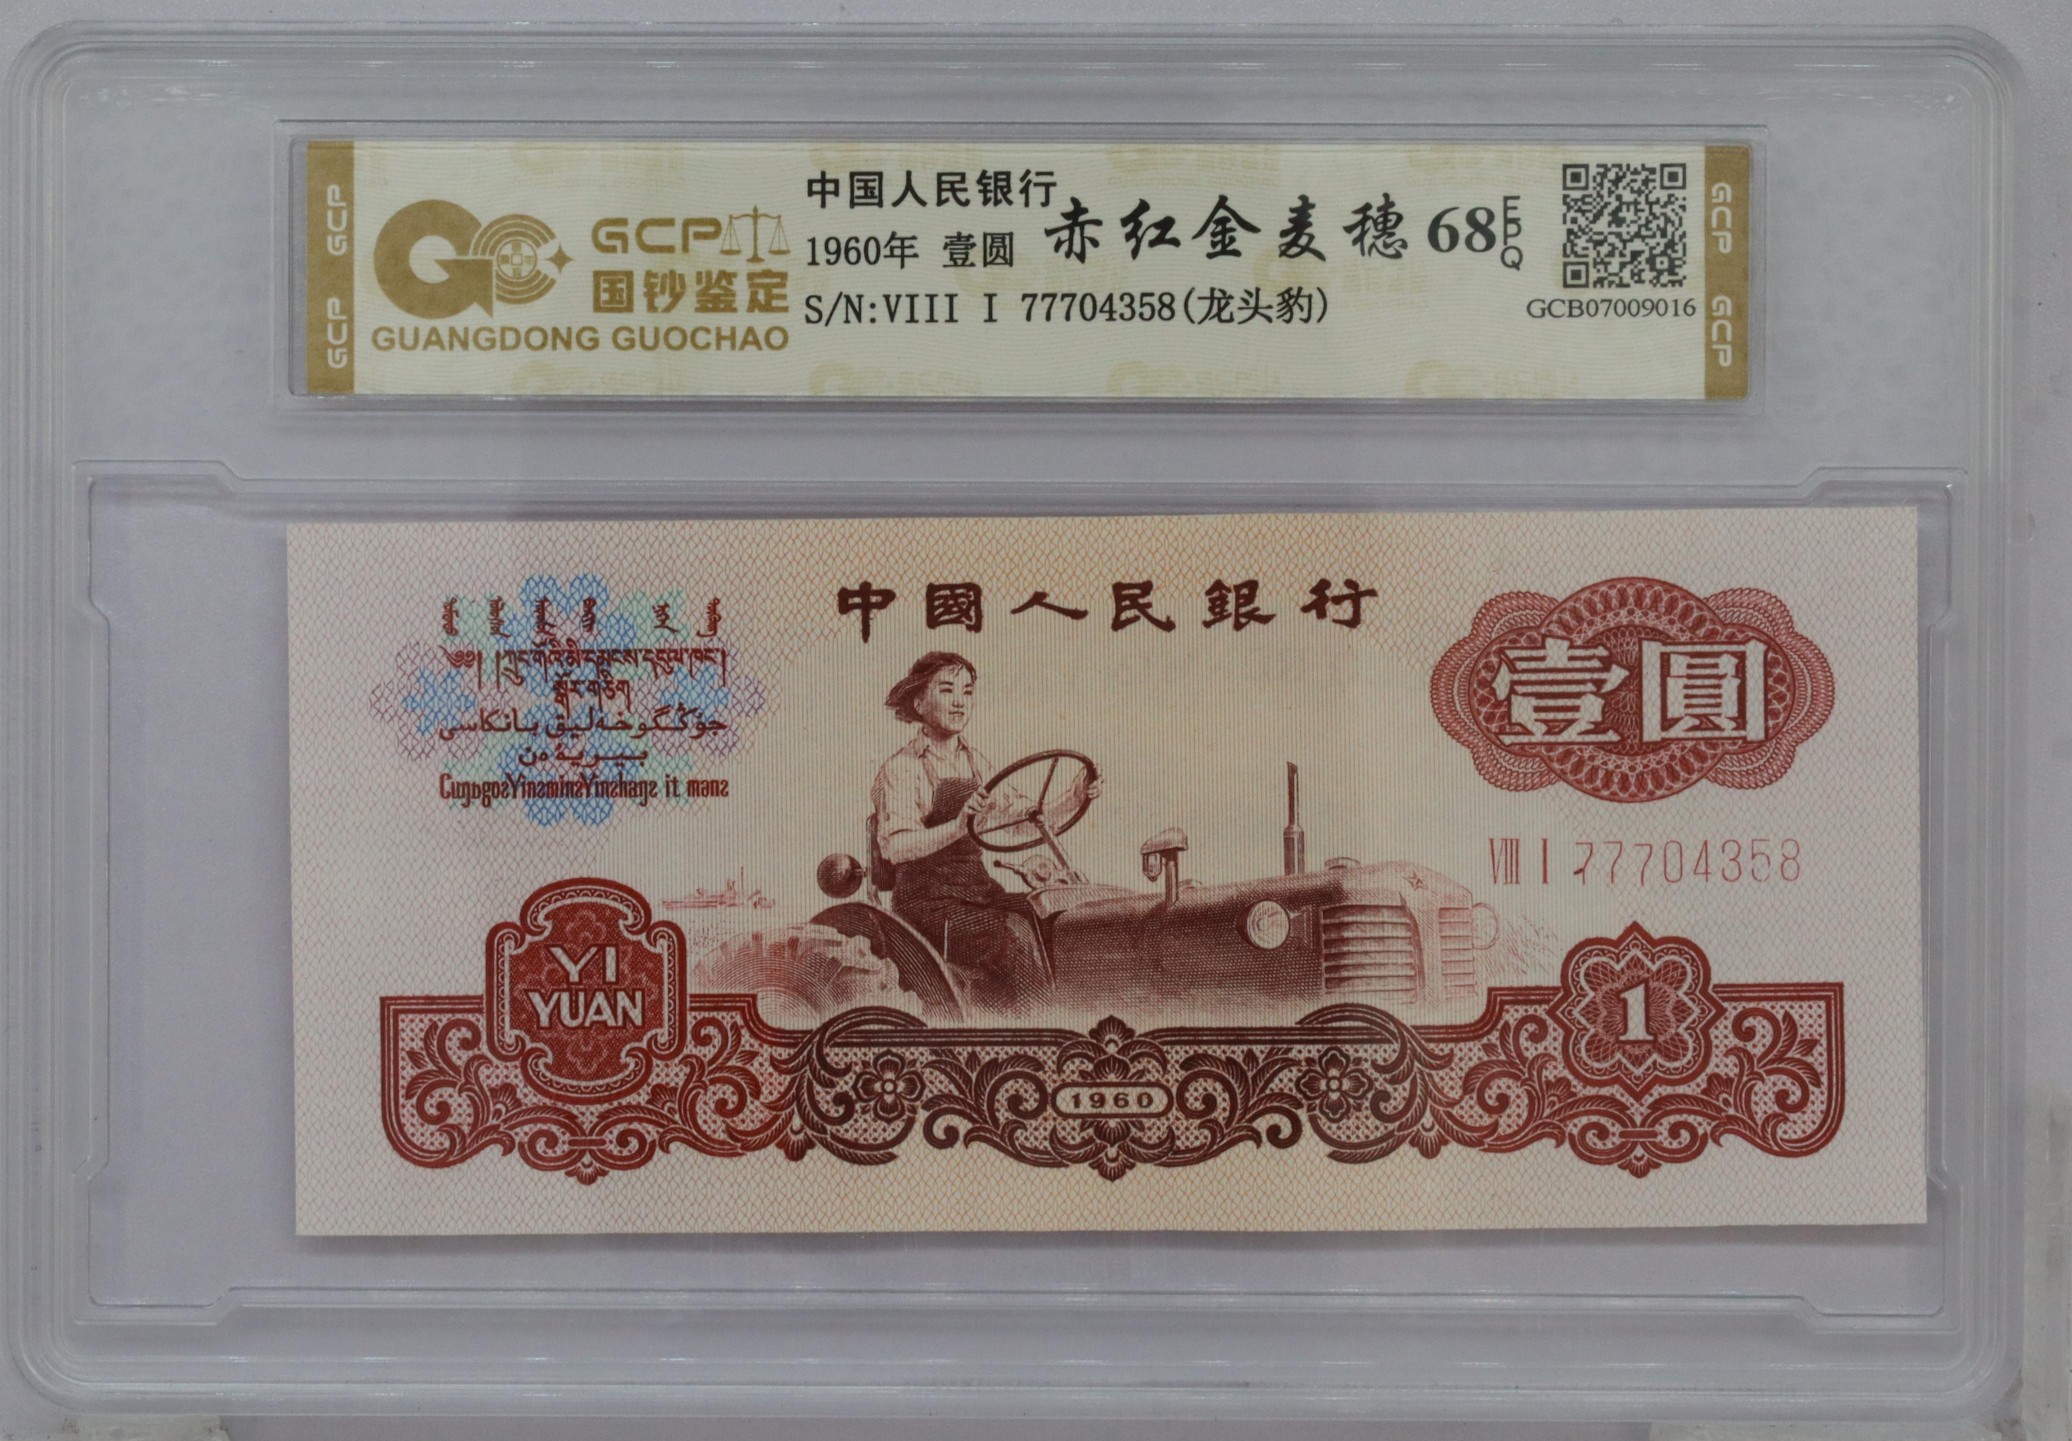 GCP GCP
GCP
国钞鉴定
GUANGDONG GUOCHAO
中国人民银行
1960年 壹圆
赤红金麦穗 68 EPQ
S/N:VIII I 77704358(龙头豹)
GCB07009016
GCP GCP
中國人民銀行
壹圓
VIII I 77704358
YI
YUAN
1960
1